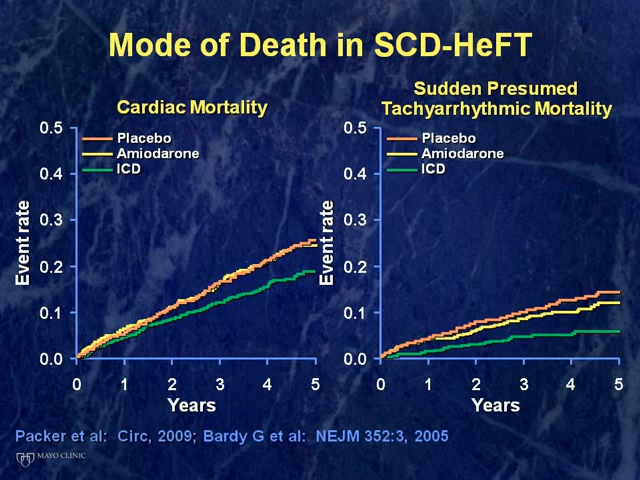 Mode of Death in SCD-HeFT
Cardiac Mortality
0.5
0.4
0.3
0.2
0.1
0.0
Event rate
Placebo
Amiodarone
ICD
0 1 2 3 4 5
Years
Sudden Presumed
Tachyarrhythmic Mortality
0.5
0.4
0.3
0.2
0.1
0.0
Event rate
Placebo
Amiodarone
ICD
0 1 2 3 4 5
Years
Packer et al: Circ, 2009; Bardy G et al: NEJM 352:3, 2005
MAYO CLINIC